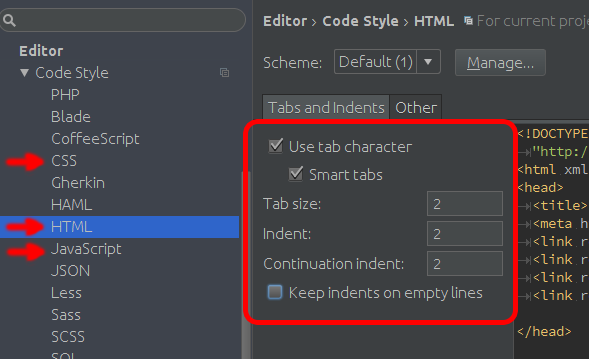 Editor › Code Style › HTML For current proje
Editor
Code Style
PHP
Blade
CoffeeScript
CSS
Gherkin
HAML
HTML
JavaScript
JSON
Less
Sass
SCSS
SQL
Scheme: Default (1) Manage...
Tabs and Indents Other
Use tab character
Smart tabs
Tab size: 2
Indent: 2
Continuation indent: 2
Keep indents on empty lines
<!DOCTYPE
"http:/
<html xml
<head>
<title>
<meta h
<link r
<link r
<link r
<link r
</head>